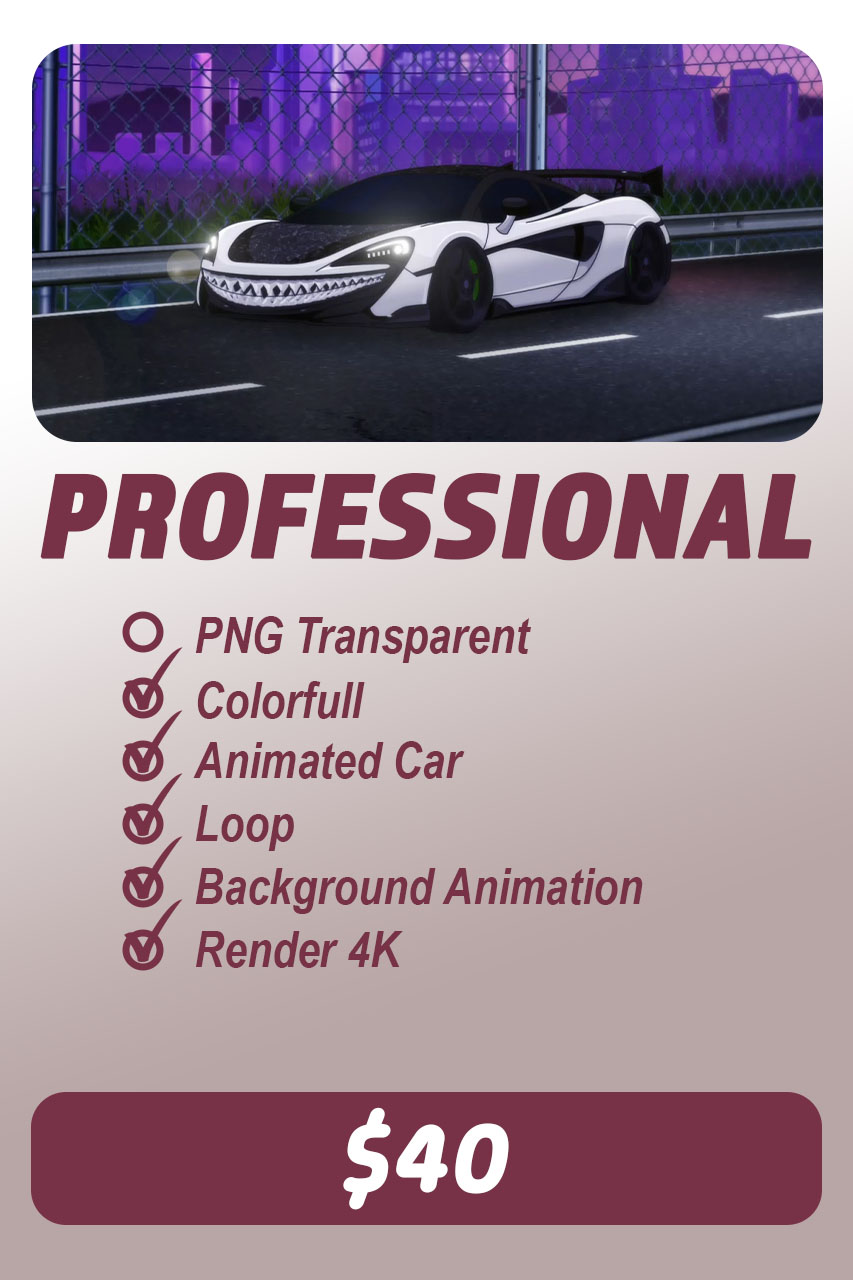 PROFESSIONAL
PNG Transparent
Colorfull
Animated Car
Loop
Background Animation
Render 4K
$40